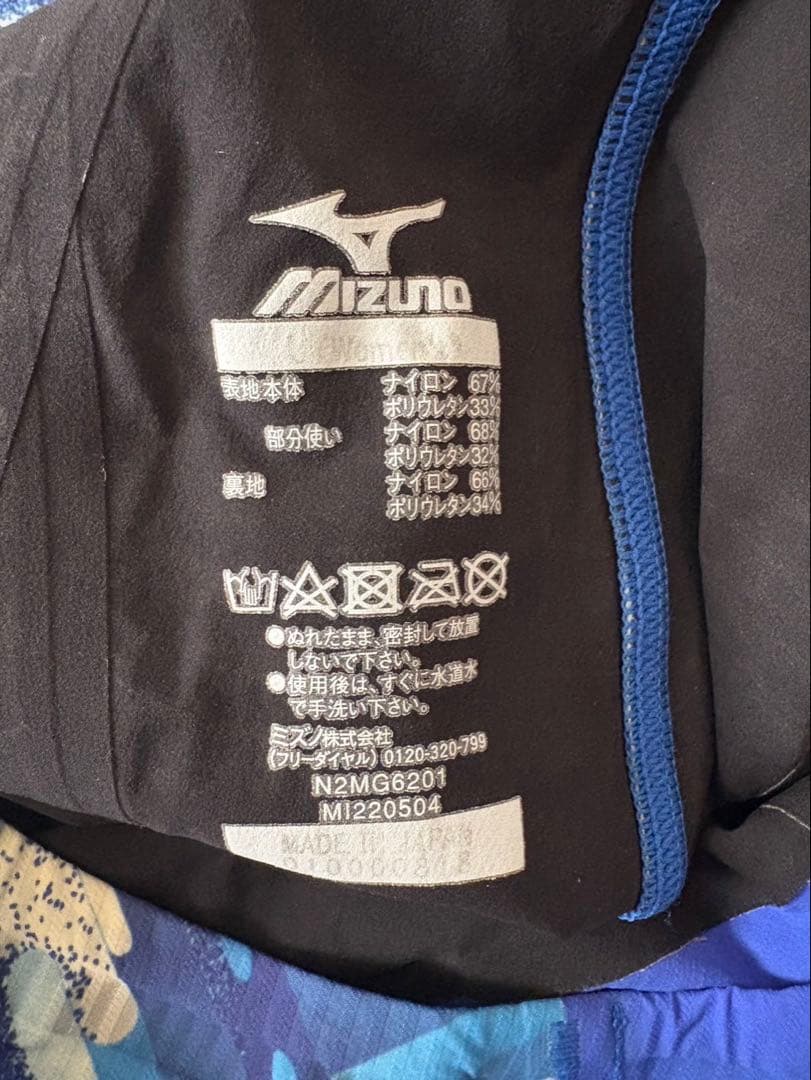 MIZUNO
Women's
表地 本体 ナイロン 67%
ポリウレタン33%
部分使い ナイロン 68%
ポリウレタン32%
裏地 ナイロン 66%
ポリウレタン34%
●ぬれたまま、密封して放置
しないで下さい。
●使用後は、すぐに水道水
で手洗い下さい。
ミズノ株式会社
(フリーダイヤル) 0120-320-799
N2MG6201
MI220504
MADE IN JAPAN